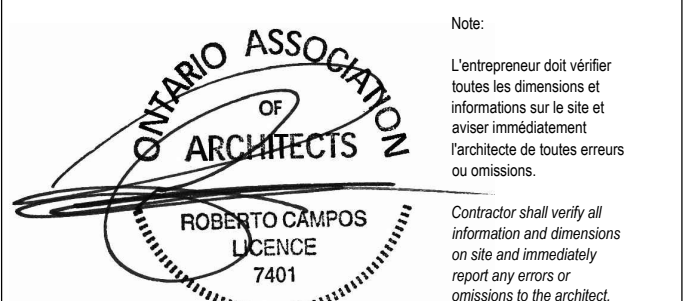 ONTARIO ASSOCIATION
OF
ARCHITECTS
ROBERTO CAMPOS
LICENCE
7401
Note:
L'entrepreneur doit vérifier
toutes les dimensions et
informations sur le site et
aviser immédiatement
l'architecte de toutes erreurs
ou omissions.
Contractor shall verify all
information and dimensions
on site and immediately
report any errors or
omissions to the architect.